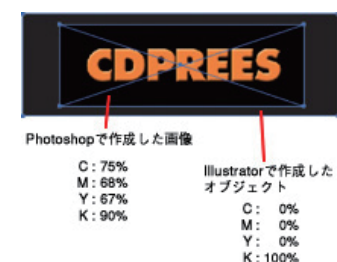 CDPREES
Photoshopで作成した画像
C：75%
M：68%
Y：67%
K：90%
Illustratorで作成した
オブジェクト
C： 0%
M： 0%
Y： 0%
K：100%